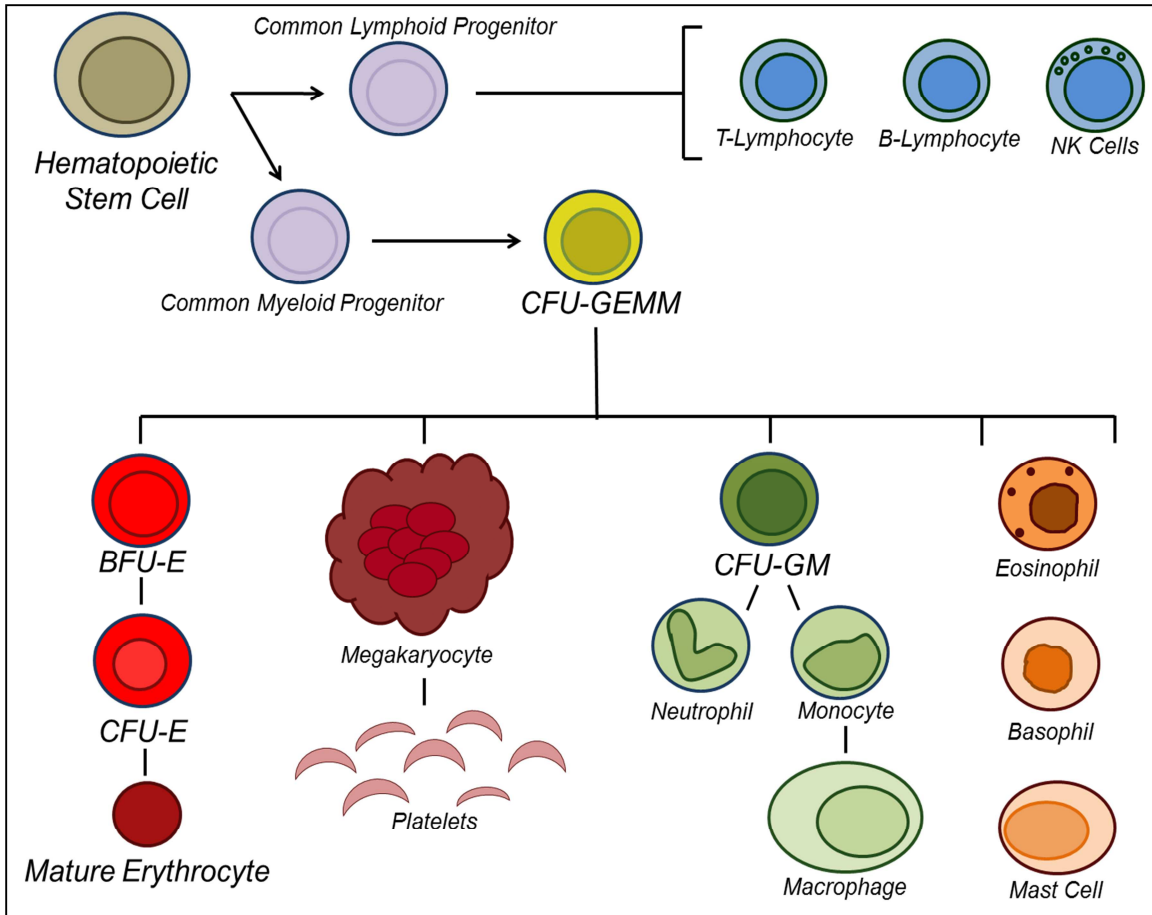 Common Lymphoid Progenitor
Hematopoietic
Stem Cell
T-Lymphocyte
B-Lymphocyte
NK Cells
Common Myeloid Progenitor
CFU-GEMM
BFU-E
CFU-E
Mature Erythrocyte
Megakaryocyte
Platelets
CFU-GM
Neutrophil
Monocyte
Macrophage
Eosinophil
Basophil
Mast Cell